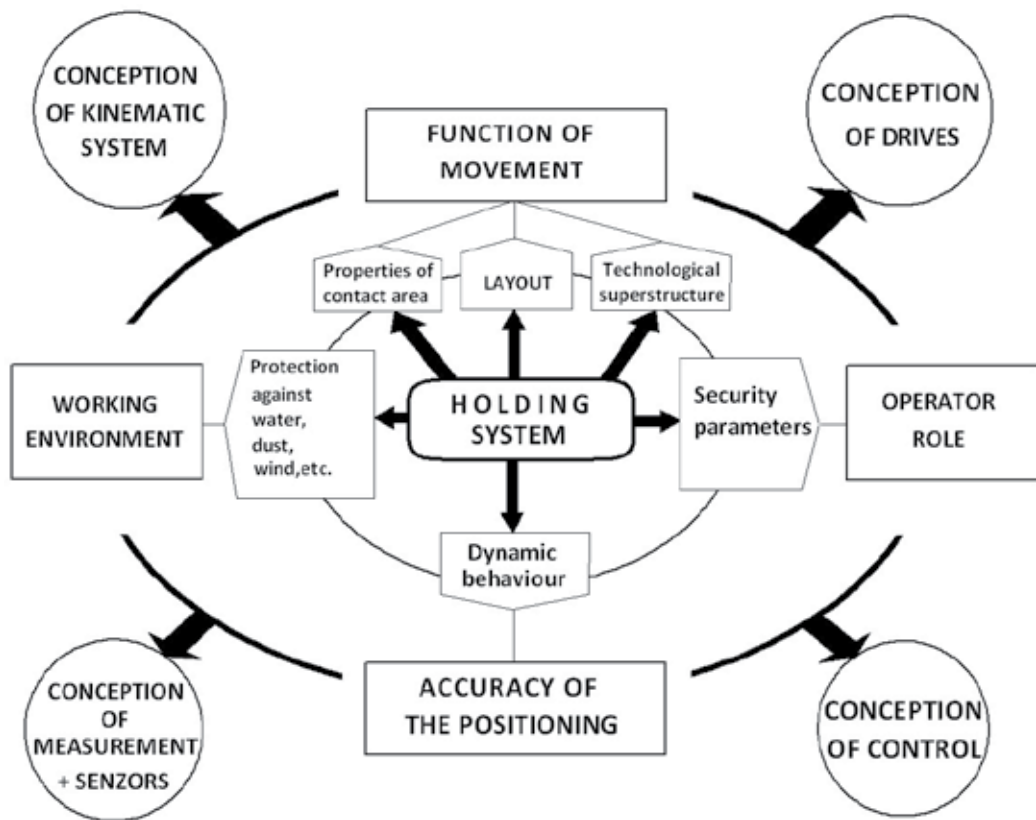 CONCEPTION
OF KINEMATIC
SYSTEM
CONCEPTION
OF DRIVES
FUNCTION OF
MOVEMENT
Properties of
contact area
LAYOUT
Technological
superstructure
WORKING
ENVIRONMENT
Protection
against
water,
dust,
wind,etc.
HOLDING
SYSTEM
Security
parameters
OPERATOR
ROLE
Dynamic
behaviour
CONCEPTION
OF
MEASUREMENT
+ SENZORS
ACCURACY OF
THE POSITIONING
CONCEPTION
OF CONTROL